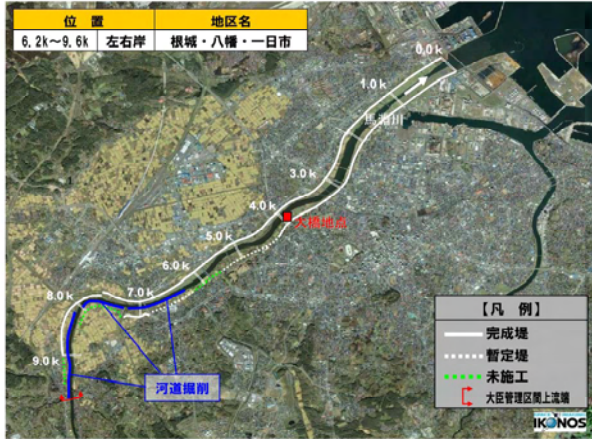 位 置 地区名
6.2k～9.6k 左右岸 根城・八幡・一日市
0.0k
1.0k
馬淵川
3.0k
4.0k
大橋地点
5.0k
6.0k
7.0k
8.0k
9.0k
河道掘削
【凡 例】
完成堤
暫定堤
未施工
大臣管理区間上流端
IKONOS